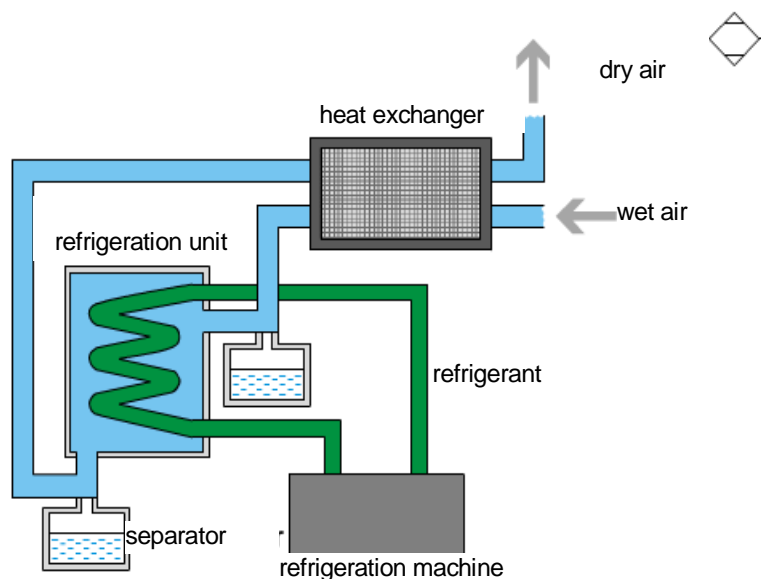 dry air
heat exchanger
wet air
refrigeration unit
refrigerant
separator
refrigeration machine